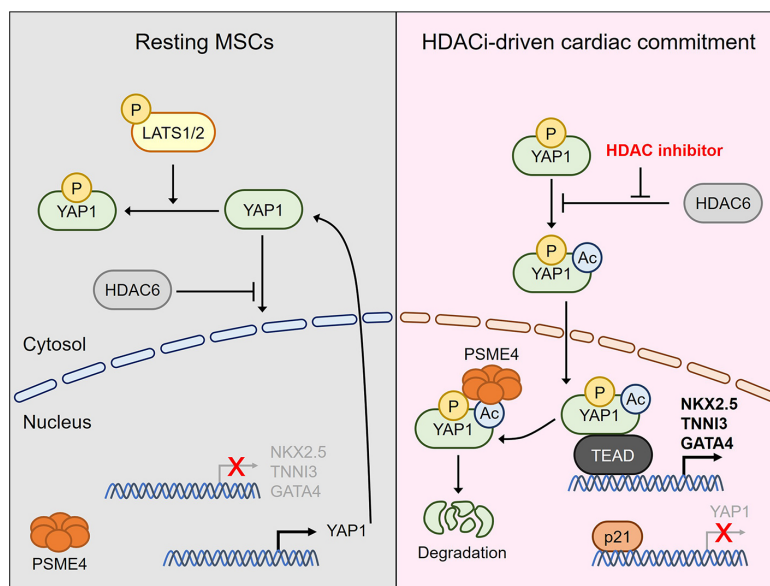 Resting MSCs
P
LATS1/2
P
YAP1
YAP1
HDAC6
Cytosol
Nucleus
NKX2.5
TNNI3
GATA4
X
YAP1
PSME4
HDACi-driven cardiac commitment
P
YAP1
HDAC inhibitor
HDAC6
P
Ac
YAP1
PSME4
P
Ac
YAP1
P
Ac
YAP1
TEAD
NKX2.5
TNNI3
GATA4
Degradation
p21
YAP1
X